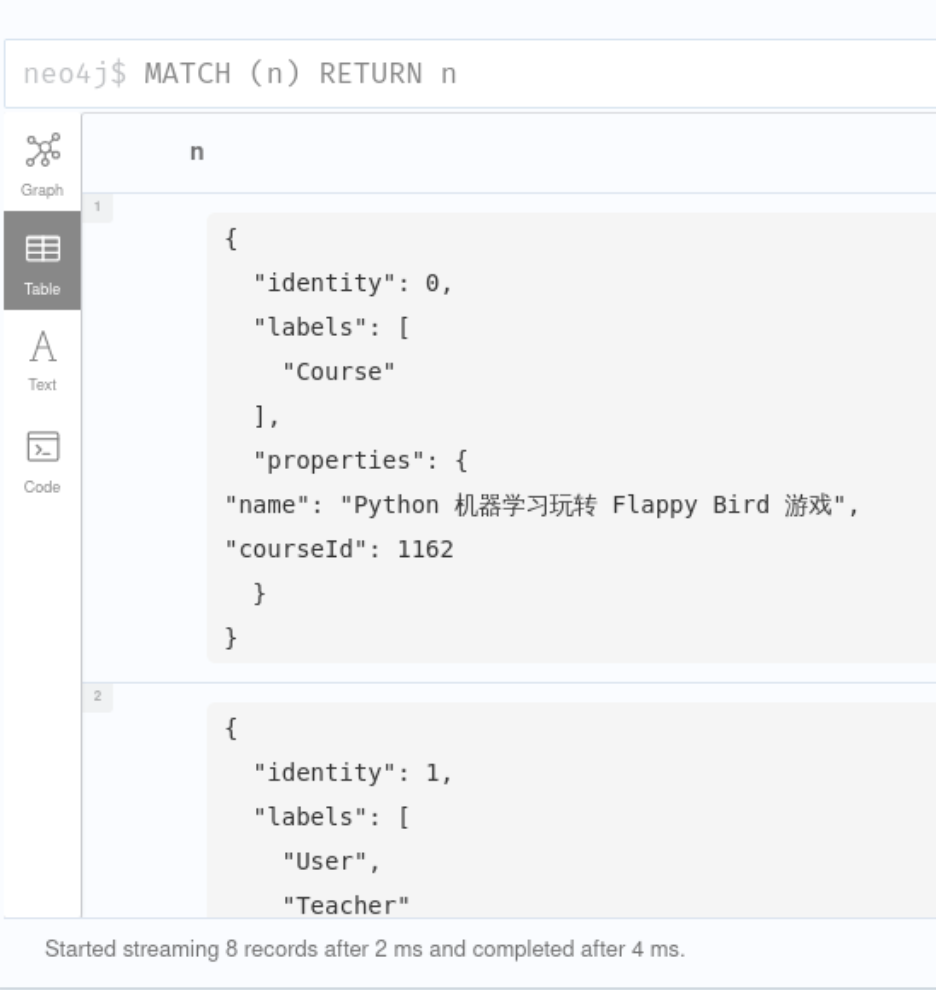 neo4j$ MATCH (n) RETURN n
Graph
Table
Text
Code
n
1
{
  "identity": 0,
  "labels": [
    "Course"
  ],
  "properties": {
"name": "Python 机器学习玩转 Flappy Bird 游戏",
"courseId": 1162
  }
}
2
{
  "identity": 1,
  "labels": [
    "User",
    "Teacher"
Started streaming 8 records after 2 ms and completed after 4 ms.